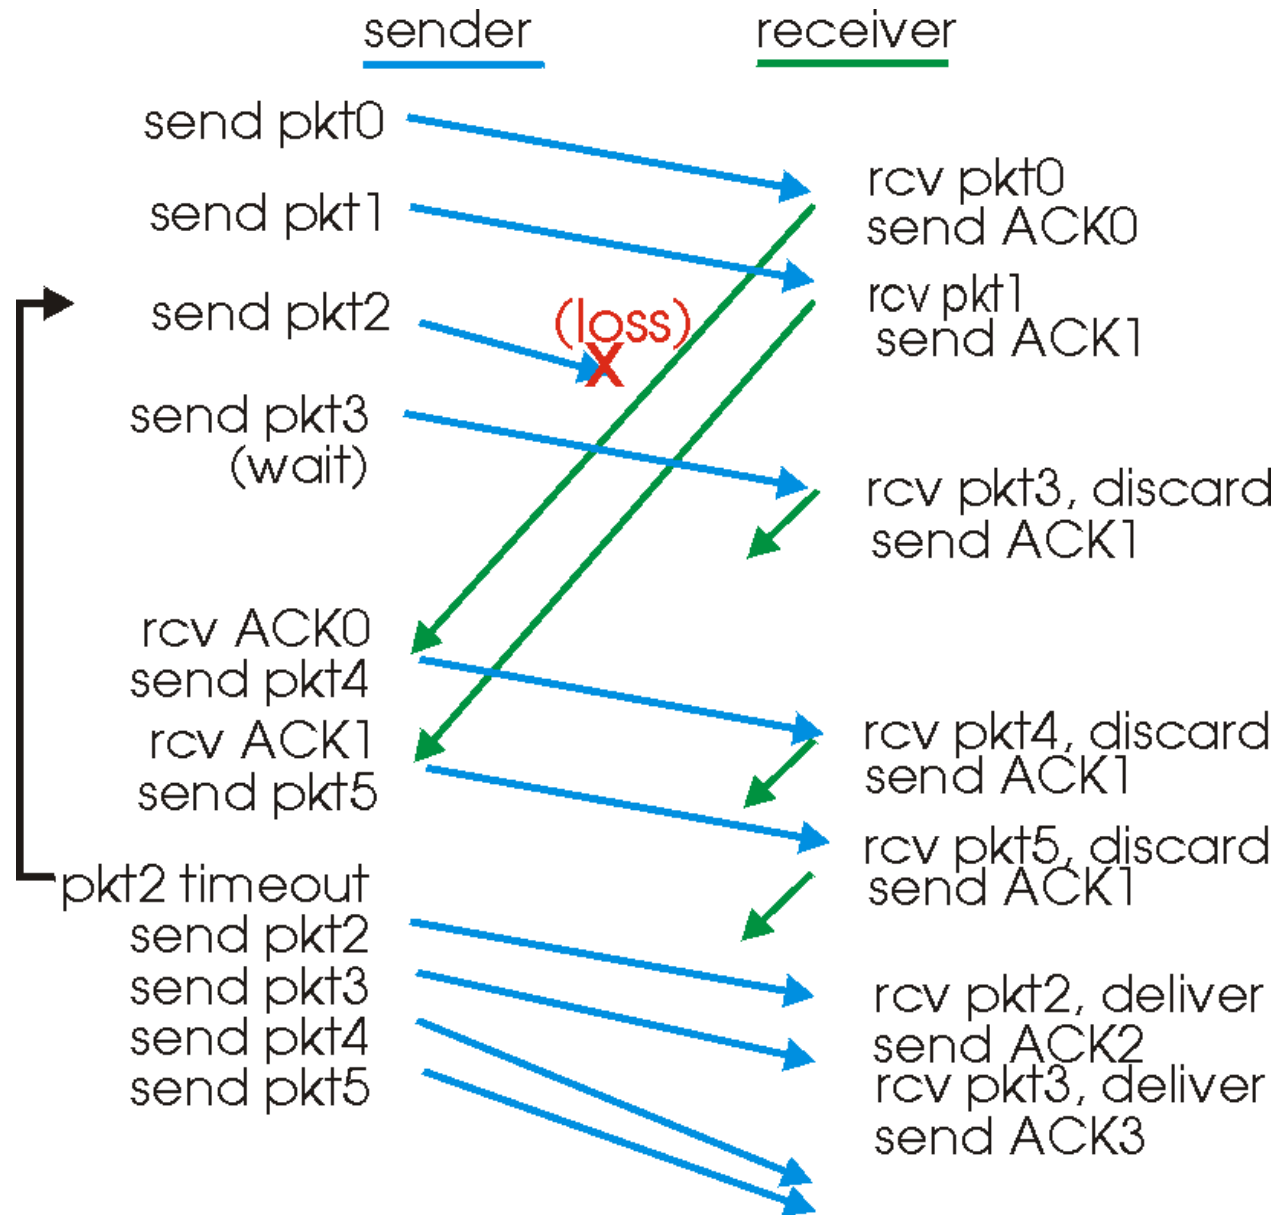 sender
receiver
send pkt0
send pkt1
send pkt2
(loss)
X
send pkt3
(wait)
rcv ACK0
send pkt4
rcv ACK1
send pkt5
pkt2 timeout
send pkt2
send pkt3
send pkt4
send pkt5
rcv pkt0
send ACK0
rcv pkt1
send ACK1
rcv pkt3, discard
send ACK1
rcv pkt4, discard
send ACK1
rcv pkt5, discard
send ACK1
rcv pkt2, deliver
send ACK2
rcv pkt3, deliver
send ACK3